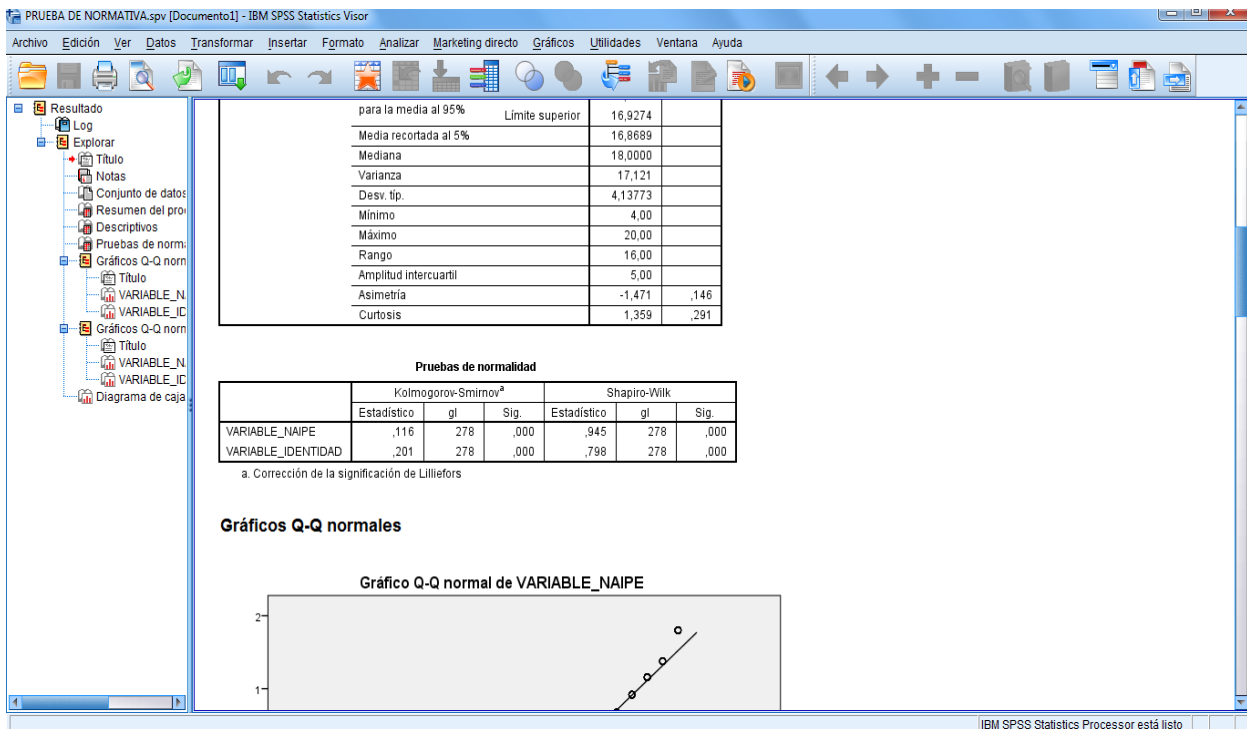 PRUEBA DE NORMATIVA.spv [Documento1] - IBM SPSS Statistics Visor
Archivo Edición Ver Datos Transformar Insertar Formato Analizar Marketing directo Gráficos Utilidades Ventana Ayuda
Resultado
Log
Explorar
Título
Notas
Conjunto de datos
Resumen del pro
Descriptivos
Pruebas de norm
Gráficos Q-Q norn
Título
VARIABLE_N
VARIABLE_ID
Gráficos Q-Q norn
Título
VARIABLE_N
VARIABLE_ID
Diagrama de caja
para la media al 95% Límite superior 16,9274
Media recortada al 5% 16,8689
Mediana 18,0000
Varianza 17,121
Desv. típ. 4,13773
Mínimo 4,00
Máximo 20,00
Rango 16,00
Amplitud intercuartil 5,00
Asimetría -1,471 ,146
Curtosis 1,359 ,291
Pruebas de normalidad
Kolmogorov-Smirnov^a Shapiro-Wilk
Estadístico gl Sig. Estadístico gl Sig.
VARIABLE_NAIPE ,116 278 ,000 ,945 278 ,000
VARIABLE_IDENTIDAD ,201 278 ,000 ,798 278 ,000
a. Corrección de la significación de Lilliefors
Gráficos Q-Q normales
Gráfico Q-Q normal de VARIABLE_NAIPE
2
1
IBM SPSS Statistics Processor está listo